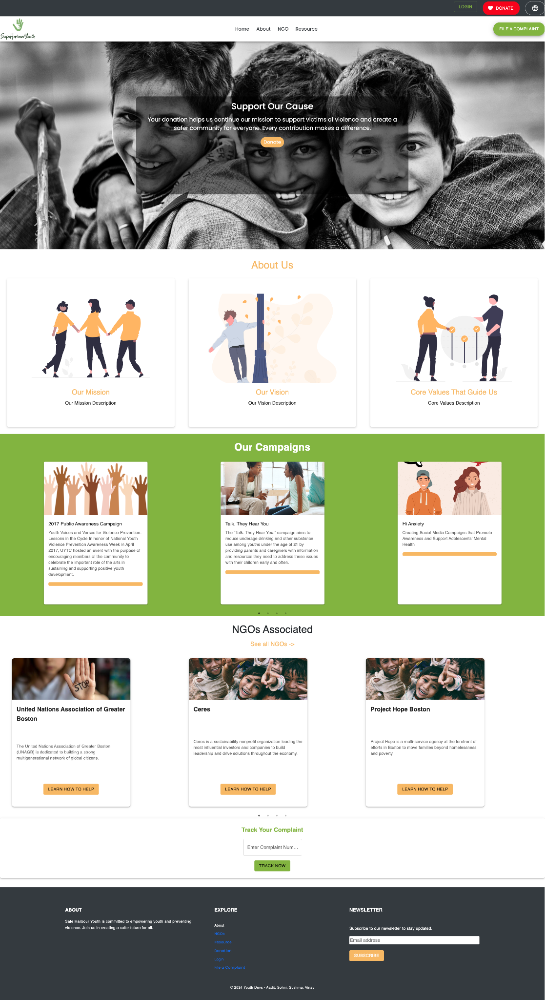 LOGIN
DONATE
SafeHarbourYouth
Home About NGO Resource
FILE A COMPLAINT
Support Our Cause
Your donation helps us continue our mission to support victims of violence and create a
safer community for everyone. Every contribution makes a difference.
Donate
About Us
Our Mission
Our Mission Description
Our Vision
Our Vision Description
Core Values That Guide Us
Core Values Description
Our Campaigns
2017 Public Awareness Campaign
Youth Voices and Verses for Violence Prevention:
Lessons in the Cycle In honor of National Youth
Violence Prevention Awareness Week in April
2017, UYTC hosted an event with the purpose of
encouraging members of the community to
celebrate the important role of the arts in
sustaining and supporting positive youth
development.
Talk. They Hear You
The "Talk. They Hear You." campaign aims to
reduce underage drinking and other substance
use among youths under the age of 21 by
providing parents and caregivers with information
and resources they need to address these issues
with their children early and often.
Hi Anxiety
Creating Social Media Campaigns that Promote
Awareness and Support Adolescents' Mental
Health
NGOs Associated
See all NGOs ->
STOP
United Nations Association of Greater
Boston
The United Nations Association of Greater Boston
(UNAGB) is dedicated to building a strong
multigenerational network of global citizens.
LEARN HOW TO HELP
Ceres
Ceres is a sustainability nonprofit organization leading the
most influential investors and companies to build
leadership and drive solutions throughout the economy.
LEARN HOW TO HELP
Project Hope Boston
Project Hope is a multi-service agency at the forefront of
efforts in Boston to move families beyond homelessness
and poverty.
LEARN HOW TO HELP
Track Your Complaint
Enter Complaint Num...
TRACK NOW
ABOUT
Safe Harbour Youth is committed to empowering youth and preventing
violence. Join us in creating a safer future for all.
EXPLORE
About
NGOs
Resource
Donation
Login
File a Complaint
NEWSLETTER
Subscribe to our newsletter to stay updated.
Email address
SUBSCRIBE
© 2024 Youth Devs - Aadit, Sohni, Sushma, Vinay